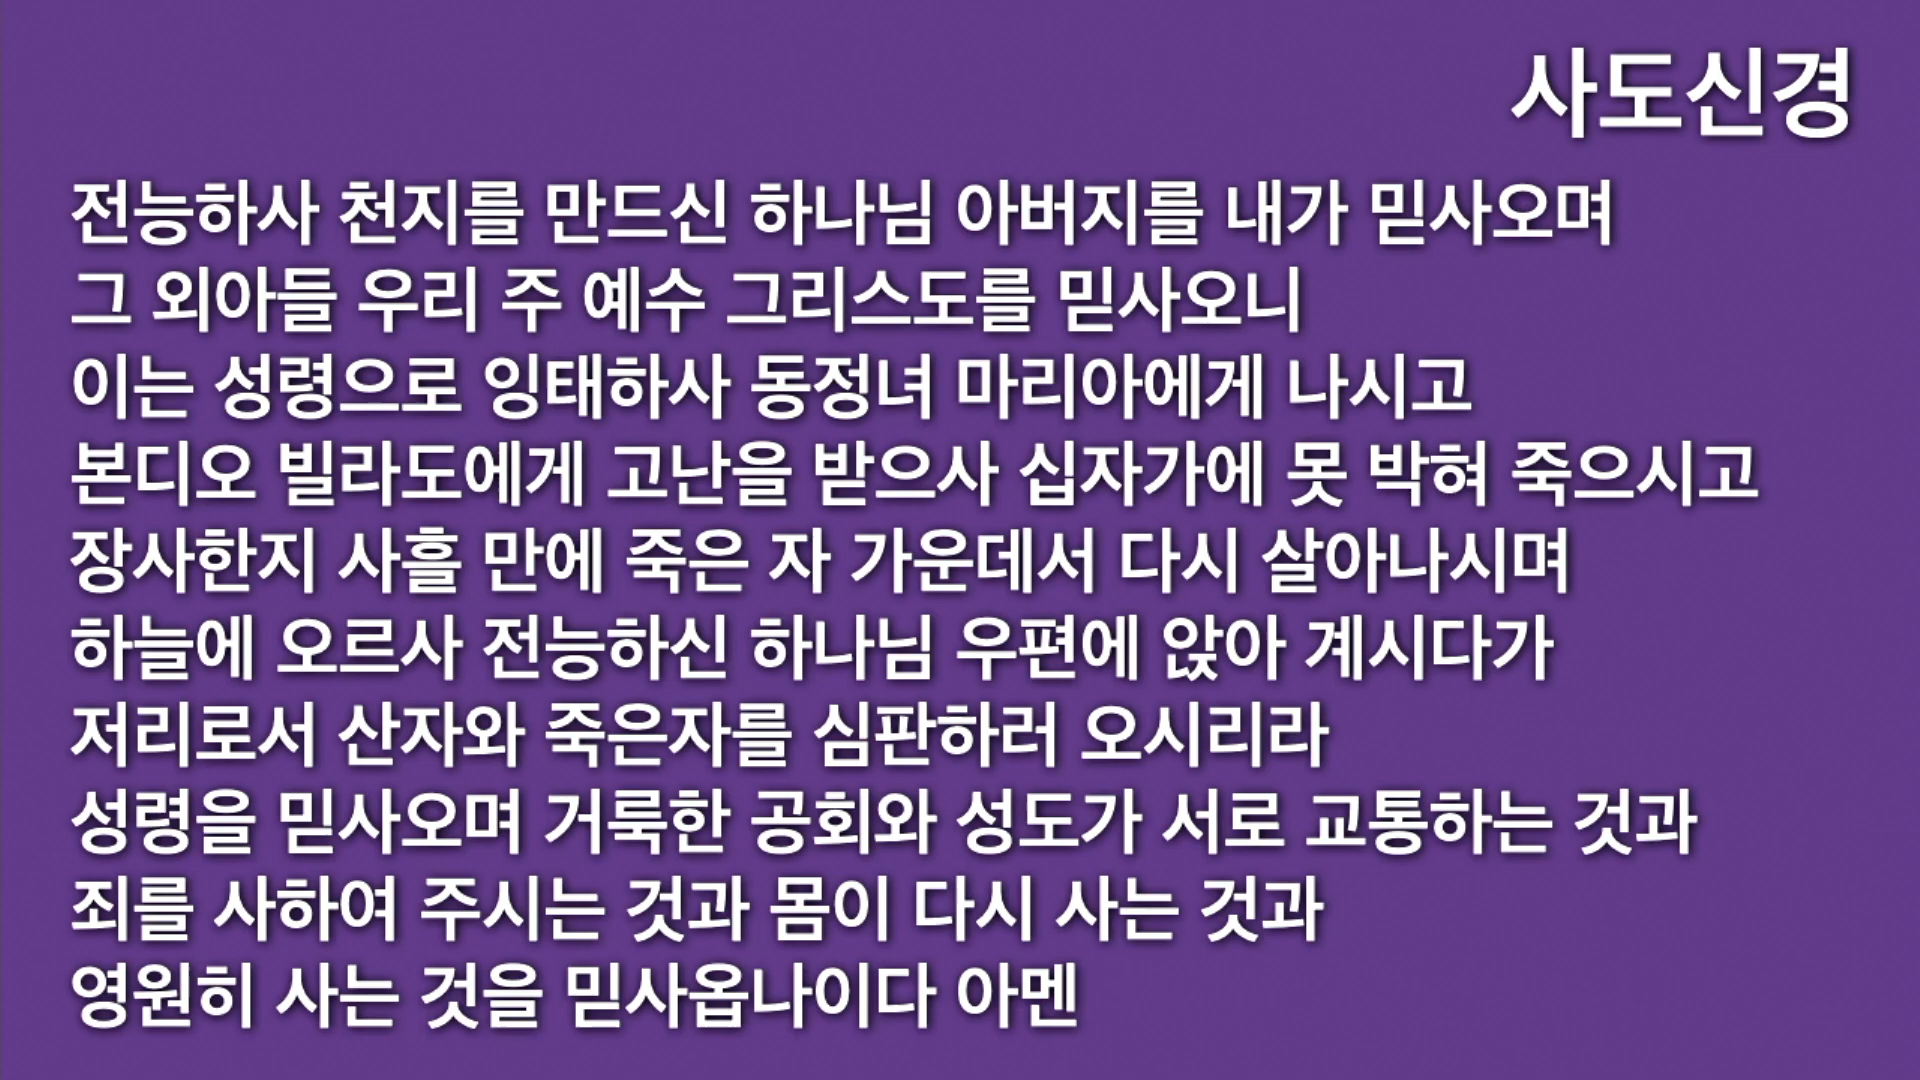 사도신경
전능하사 천지를 만드신 하나님 아버지를 내가 믿사오며
그 외아들 우리 주 예수 그리스도를 믿사오니
이는 성령으로 잉태하사 동정녀 마리아에게 나시고
본디오 빌라도에게 고난을 받으사 십자가에 못 박혀 죽으시고
장사한지 사흘 만에 죽은 자 가운데서 다시 살아나시며
하늘에 오르사 전능하신 하나님 우편에 앉아 계시다가
저리로서 산자와 죽은자를 심판하러 오시리라
성령을 믿사오며 거룩한 공회와 성도가 서로 교통하는 것과
죄를 사하여 주시는 것과 몸이 다시 사는 것과
영원히 사는 것을 믿사옵나이다 아멘